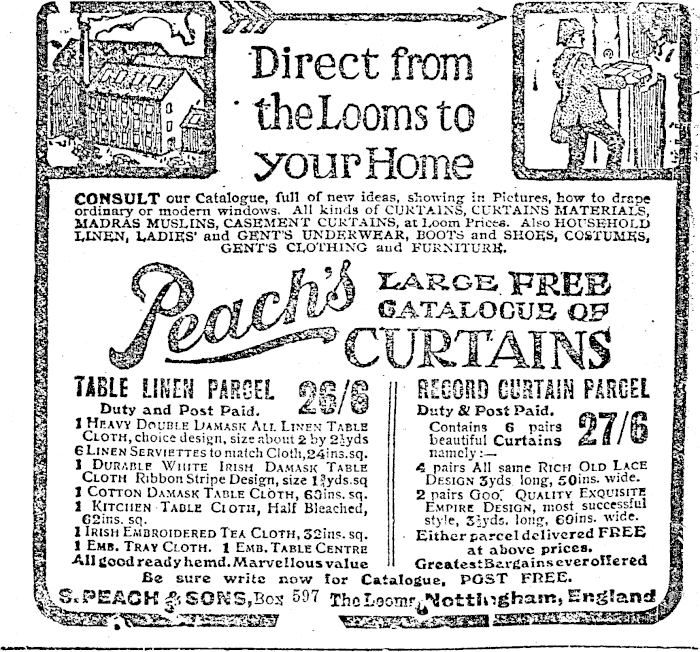 Direct from
the Looms to
your Home
CONSULT our Catalogue, full of new ideas, showing in Pictures, how to drape
ordinary or modern windows. All kinds of CURTAINS, CURTAINS MATERIALS,
MADRAS MUSLINS, CASEMENT CURTAINS, at Loom Prices. Also HOUSEHOLD
LINEN, LADIES' and GENT'S UNDERWEAR, BOOTS and SHOES, COSTUMES,
GENT'S CLOTHING and FURNITURE.
Peach's
LARGE FREE
CATALOGUE OF
CURTAINS
TABLE LINEN PARCEL 26/6
Duty and Post Paid.
1 HEAVY DOUBLE DAMASK ALL LINEN TABLE
CLOTH, choice design, size about 2 by 2½yds
6 LINEN SERVIETTES to match Cloth, 24ins. sq.
1 DURABLE WHITE IRISH DAMASK TABLE
CLOTH Ribbon Stripe Design, size 1¾yds. sq
1 COTTON DAMASK TABLE CLOTH, 63ins. sq.
1 KITCHEN TABLE CLOTH, Half Bleached,
62ins. sq.
1 IRISH EMBROIDERED TEA CLOTH, 32ins. sq.
1 EMB. TRAY CLOTH. 1 EMB. TABLE CENTRE
All good ready hemd. Marvellous value
RECORD CURTAIN PARCEL
Duty & Post Paid.
Contains 6 pairs
beautiful Curtains
namely:—
27/6
4 pairs All same RICH OLD LACE
DESIGN 3yds. long, 50ins. wide.
2 pairs GOOD QUALITY EXQUISITE
EMPIRE DESIGN, most successful
style, 3½yds. long, 60ins. wide.
Either parcel delivered FREE
at above prices.
Greatest Bargains ever offered
Be sure write now for Catalogue, POST FREE.
S. PEACH & SONS, Box 597 The Looms, Nottingham, England